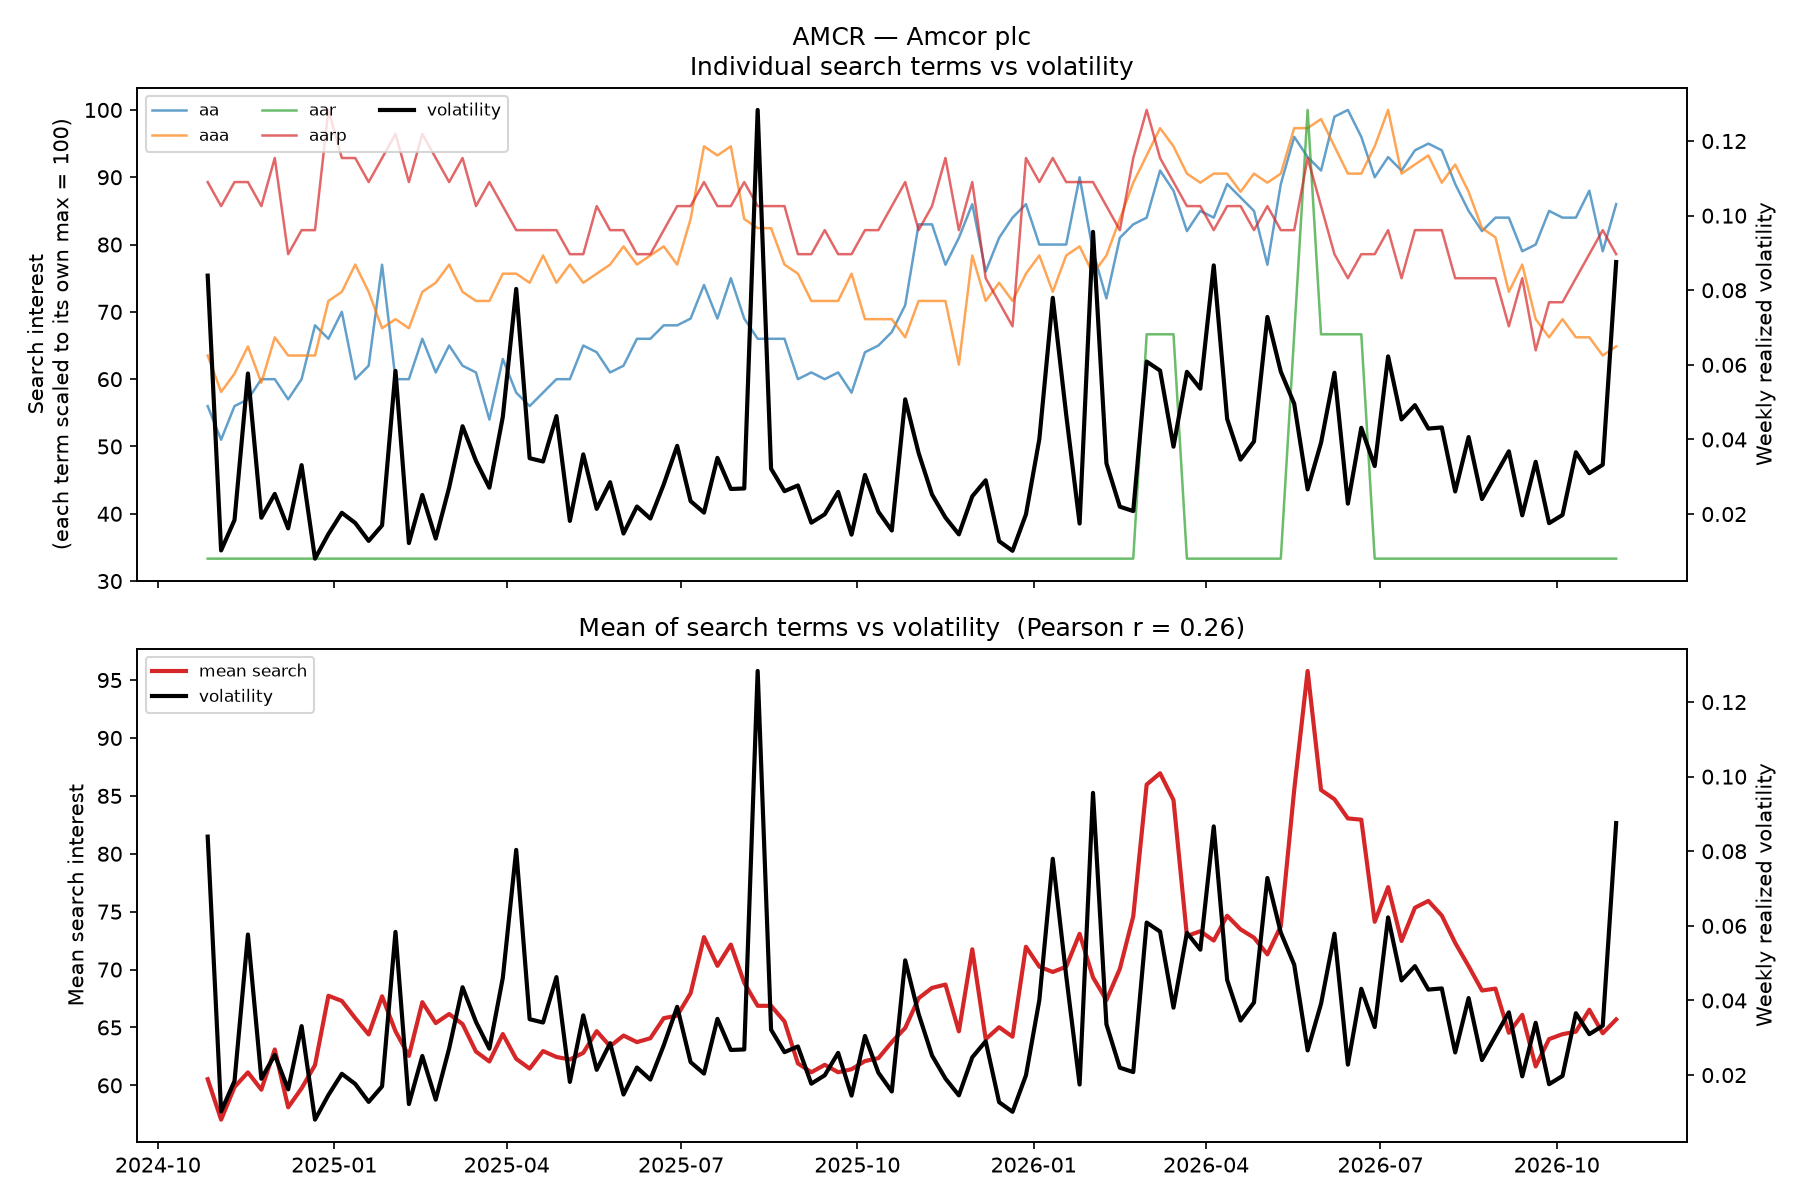 AMCR — Amcor plc
Individual search terms vs volatility
aa
aaa
aar
aarp
volatility
Search interest
(each term scaled to its own max = 100)
100
90
80
70
60
50
40
30
0.12
0.10
0.08
0.06
0.04
0.02
Weekly realized volatility
Mean of search terms vs volatility (Pearson r = 0.26)
mean search
volatility
Mean search interest
95
90
85
80
75
70
65
60
0.12
0.10
0.08
0.06
0.04
0.02
Weekly realized volatility
2024-10
2025-01
2025-04
2025-07
2025-10
2026-01
2026-04
2026-07
2026-10